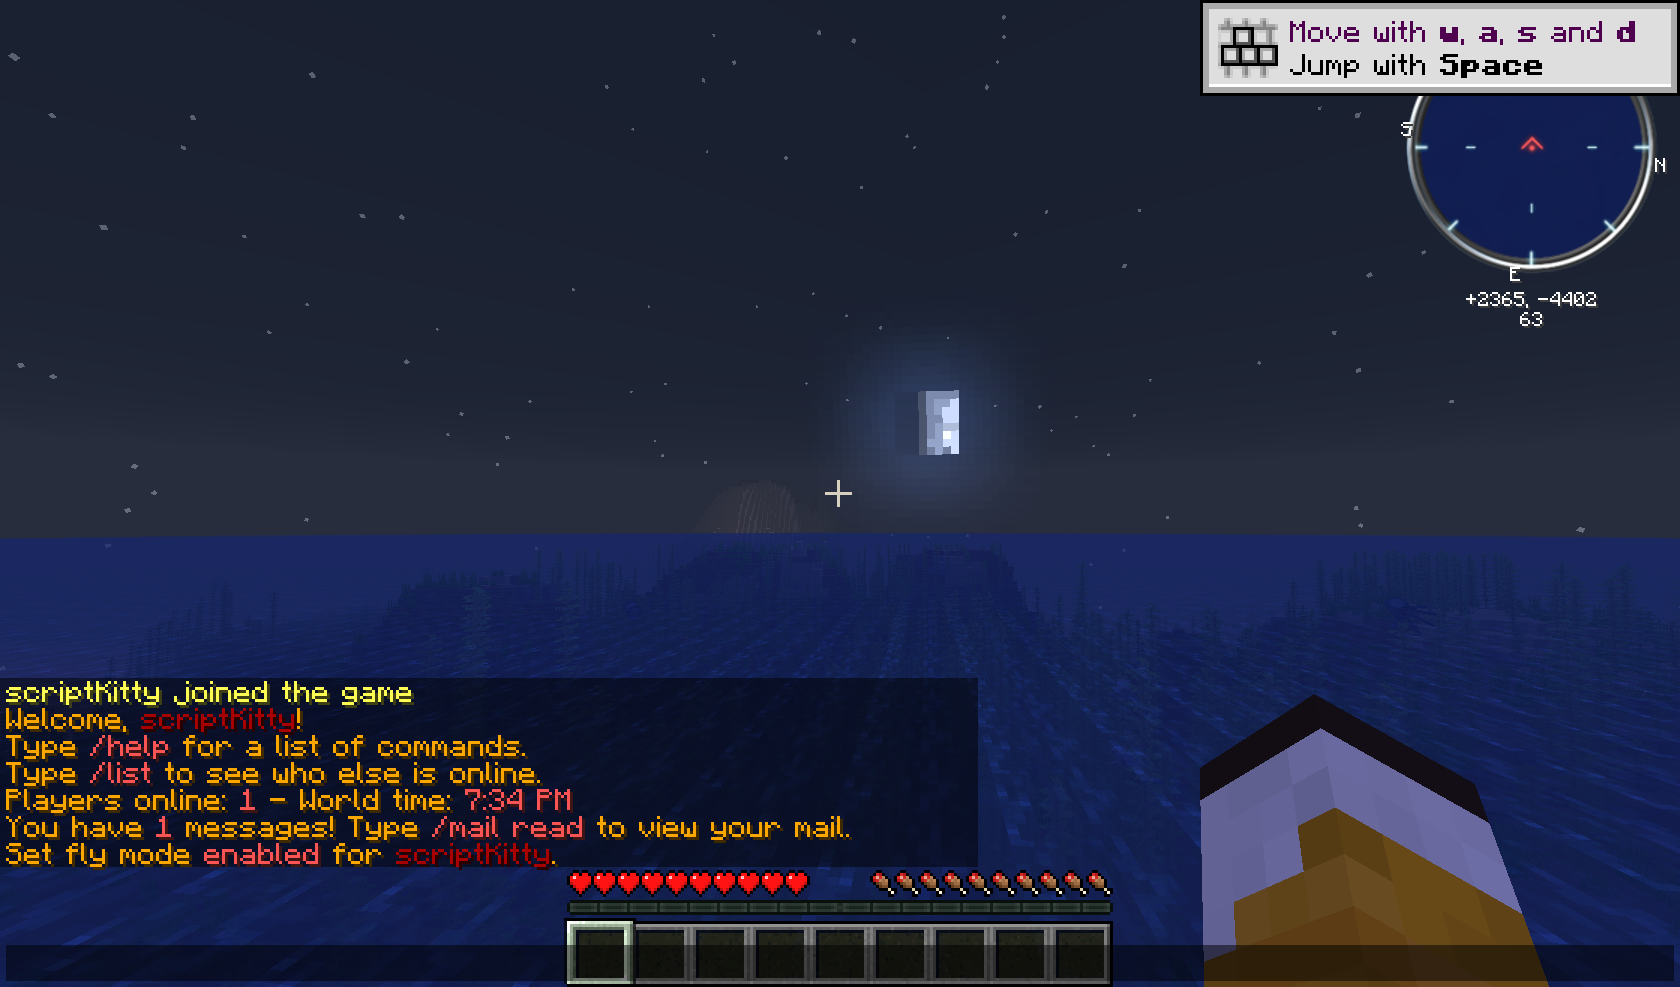 Move with w, a, s and d
Jump with Space
S
N
E
+2365, -4402
63
scriptKitty joined the game
Welcome, scriptKitty!
Type /help for a list of commands.
Type /list to see who else is online.
Players online: 1 - World time: 7:34 PM
You have 1 messages! Type /mail read to view your mail.
Set fly mode enabled for scriptKitty.